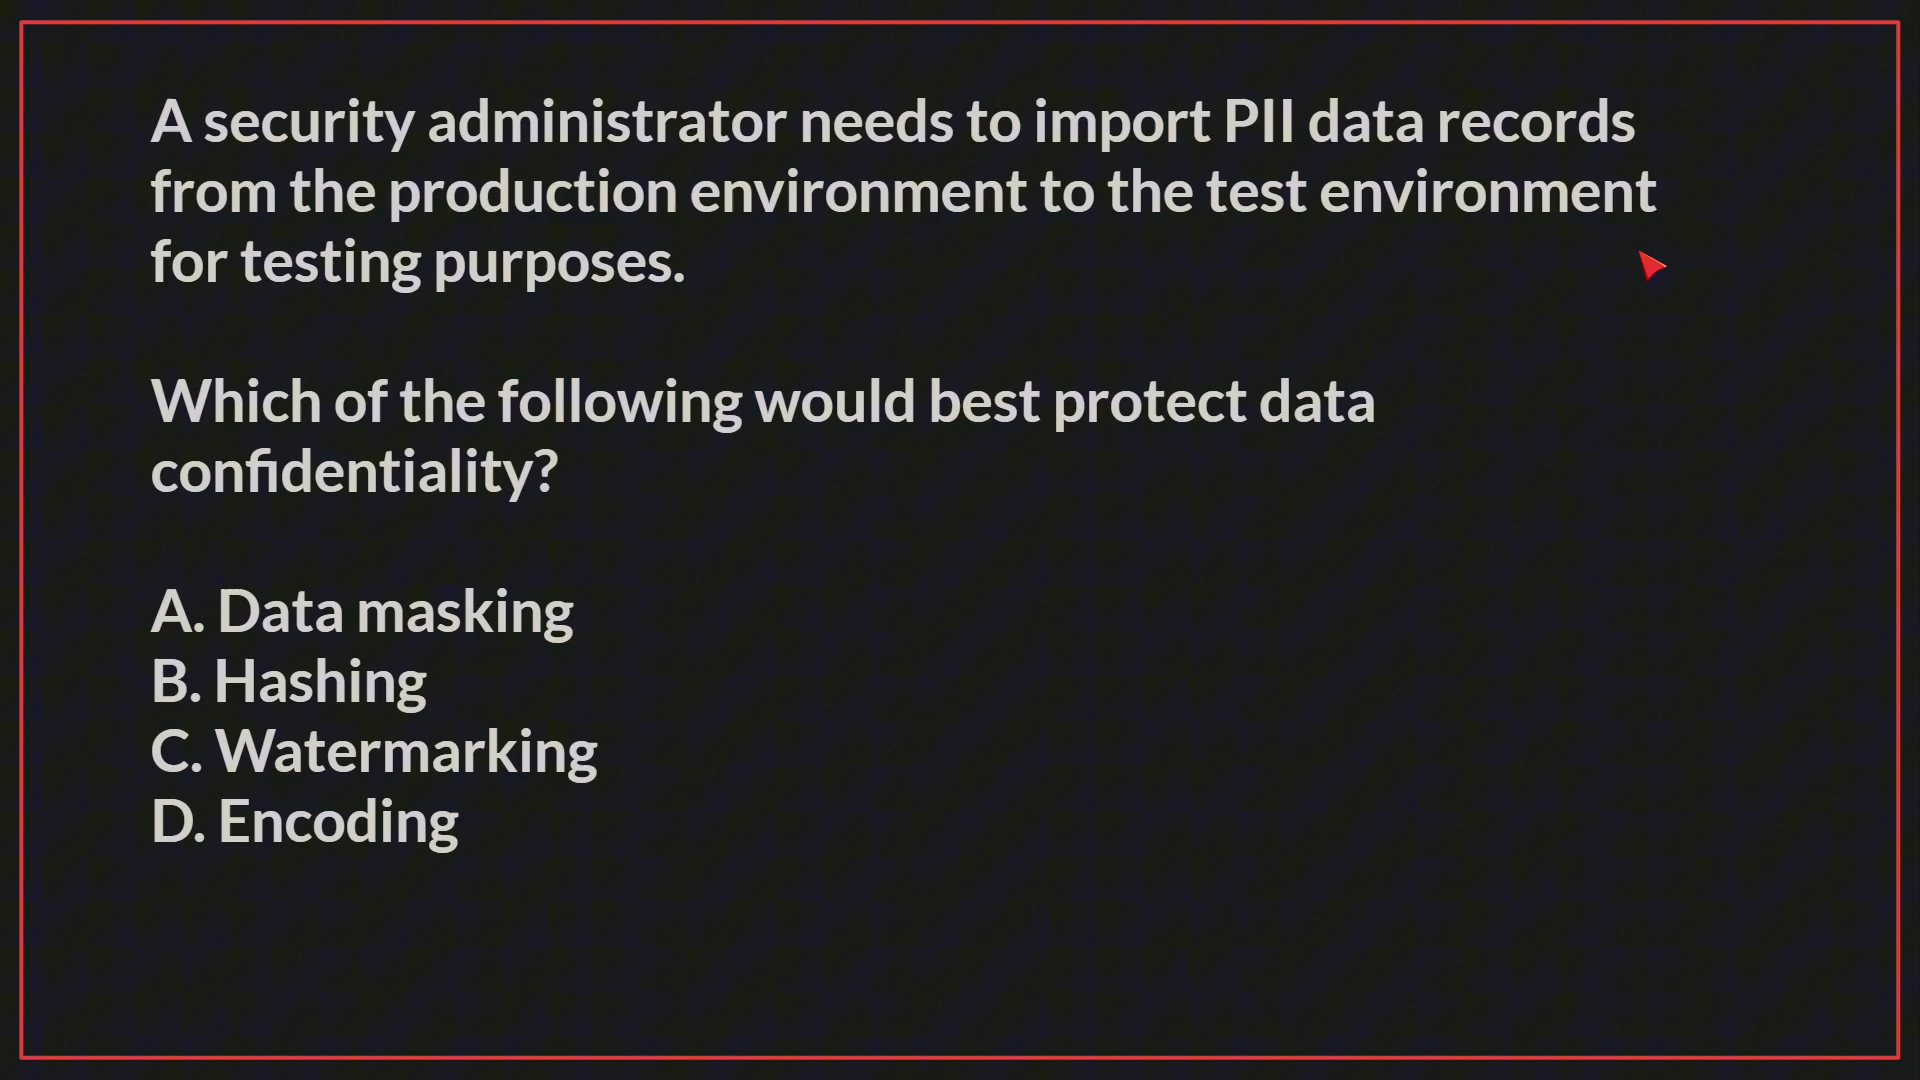 A security administrator needs to import PII data records
from the production environment to the test environment
for testing purposes.
Which of the following would best protect data
confidentiality?
A. Data masking
B. Hashing
C. Watermarking
D. Encoding